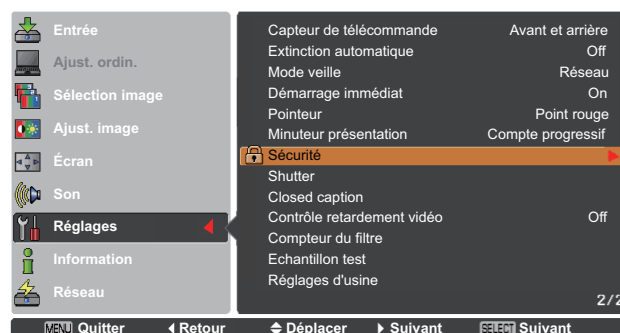 Entrée
Ajust. ordin.
Sélection image
Ajust. image
Écran
Son
Réglages
Information
Réseau
Capteur de télécommande Avant et arrière
Extinction automatique Off
Mode veille Réseau
Démarrage immédiat On
Pointeur Point rouge
Minuteur présentation Compte progressif
Sécurité
Shutter
Closed caption
Contrôle retardement vidéo Off
Compteur du filtre
Echantillon test
Réglages d'usine
2/2
MENU Quitter Retour Déplacer Suivant SELECT Suivant